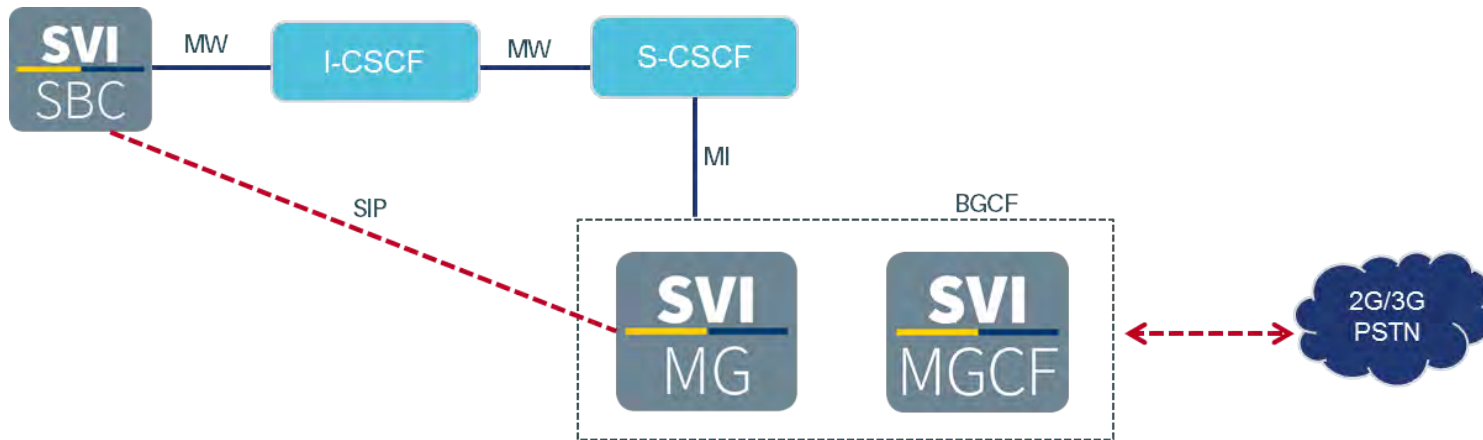 SVI
SBC
MW
I-CSCF
MW
S-CSCF
MI
SIP
BGCF
SVI
MG
SVI
MGCF
2G/3G
PSTN